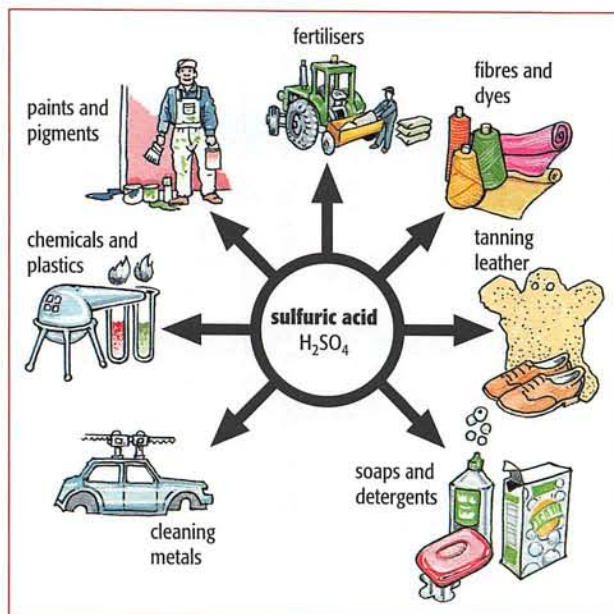 fertilisers
paints and
pigments
fibres and
dyes
chemicals and
plastics
sulfuric acid
H₂SO₄
tanning
leather
cleaning
metals
soaps and
detergents